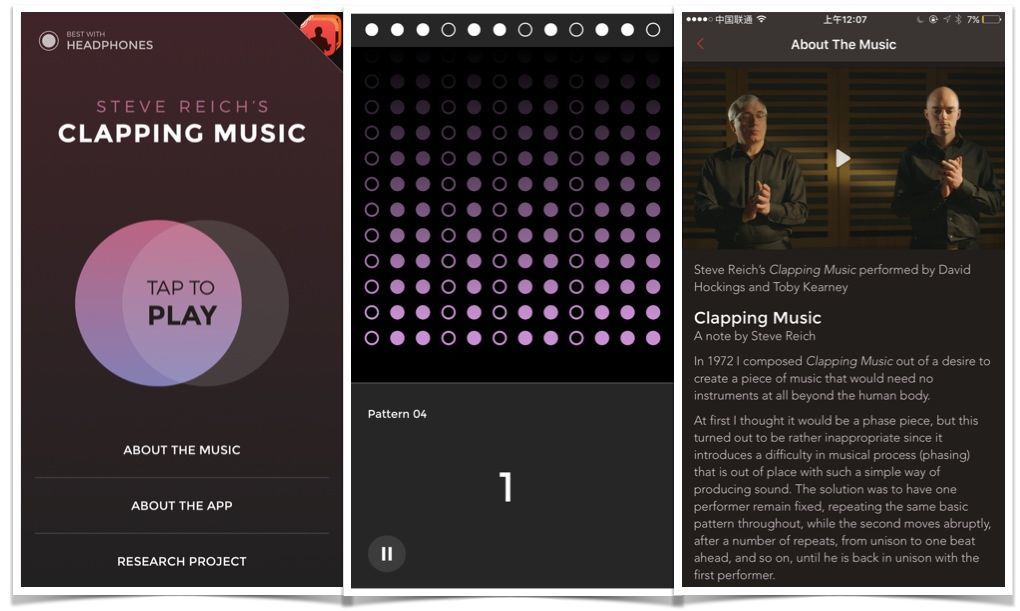 BEST WITH
HEADPHONES
STEVE REICH'S
CLAPPING MUSIC
TAP TO
PLAY
ABOUT THE MUSIC
ABOUT THE APP
RESEARCH PROJECT
Pattern 04
1
中国联通 上午12:07 7%
About The Music
Steve Reich's Clapping Music performed by David
Hockings and Toby Kearney
Clapping Music
A note by Steve Reich
In 1972 I composed Clapping Music out of a desire to
create a piece of music that would need no
instruments at all beyond the human body.
At first I thought it would be a phase piece, but this
turned out to be rather inappropriate since it
introduces a difficulty in musical process (phasing)
that is out of place with such a simple way of
producing sound. The solution was to have one
performer remain fixed, repeating the same basic
pattern throughout, while the second moves abruptly,
after a number of repeats, from unison to one beat
ahead, and so on, until he is back in unison with the
first performer.